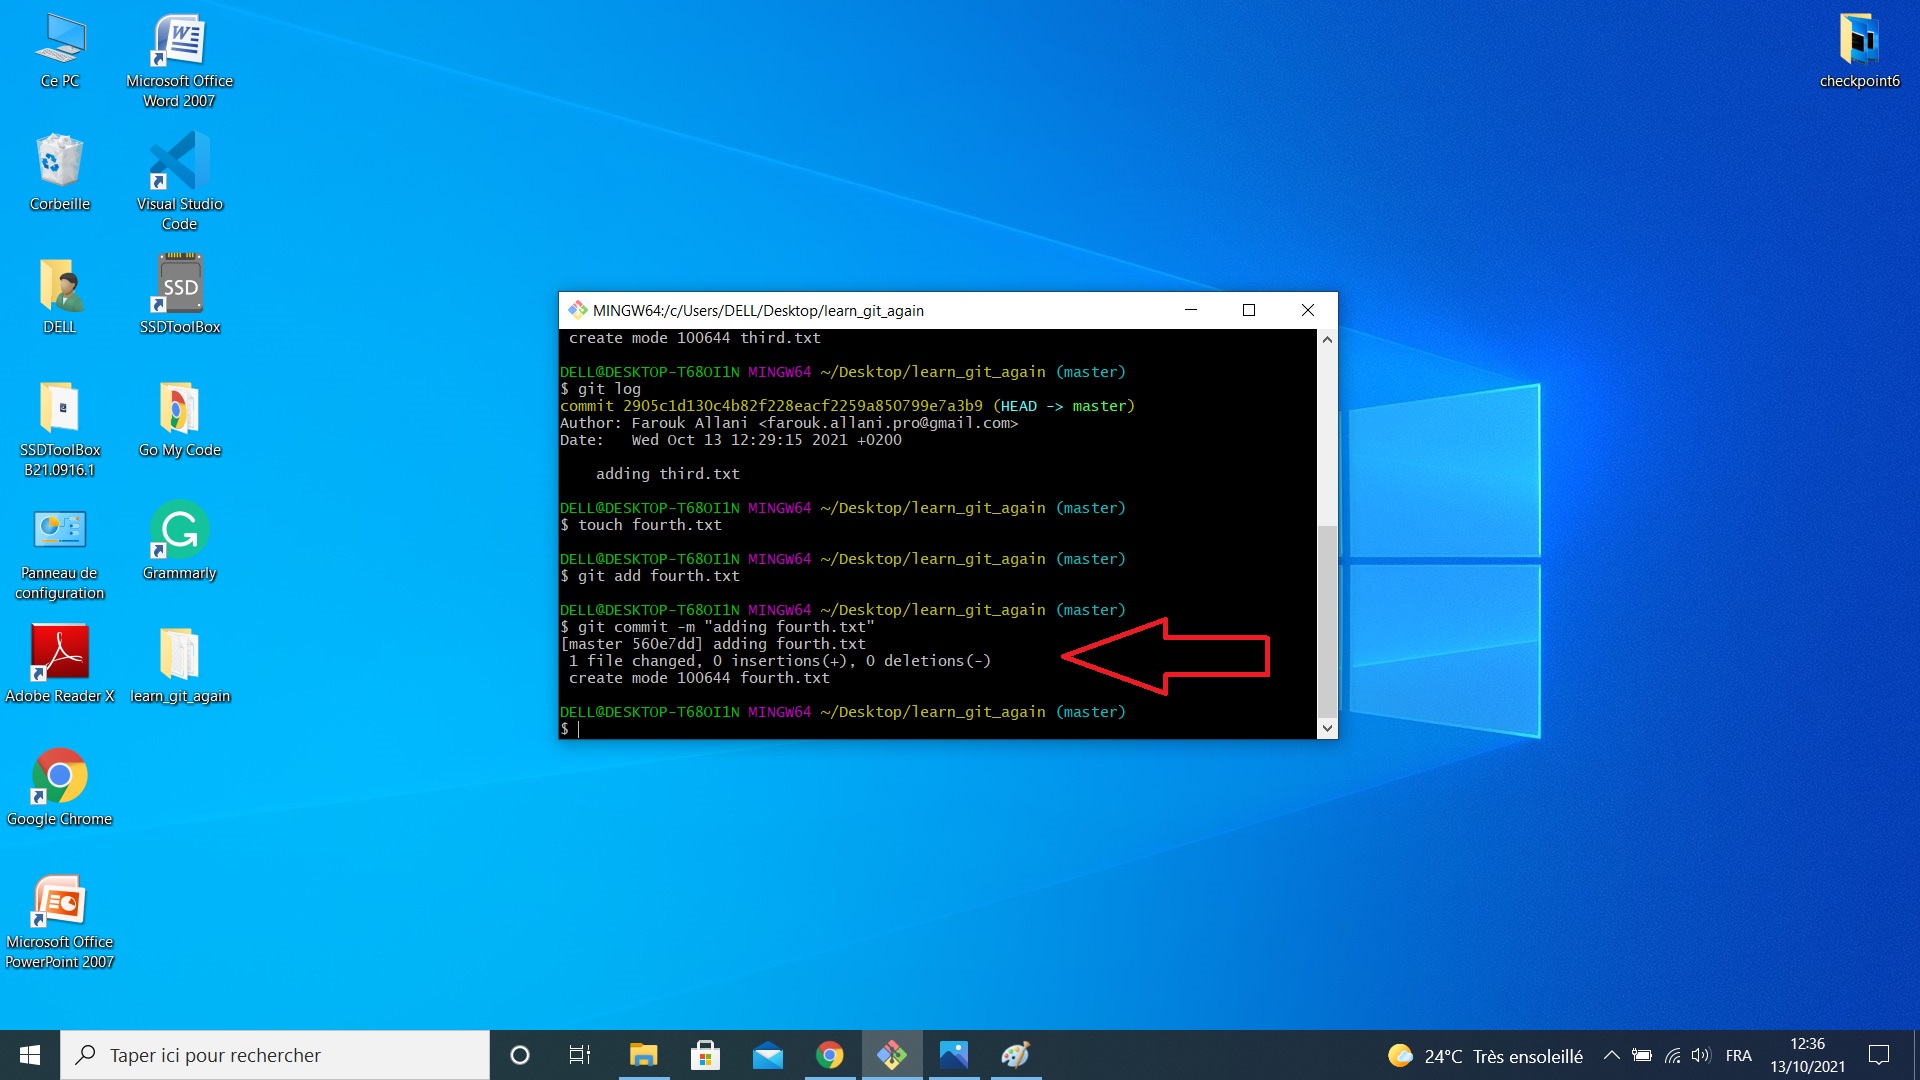 Ce PC
Microsoft Office
Word 2007
checkpoint6
Corbeille
Visual Studio
Code
DELL
SSD
SSDToolBox
SSDToolBox
B21.0916.1
Go My Code
Panneau de
configuration
Grammarly
Adobe Reader X
learn_git_again
Google Chrome
Microsoft Office
PowerPoint 2007
MINGW64:/c/Users/DELL/Desktop/learn_git_again
create mode 100644 third.txt
DELL@DESKTOP-T68OI1N MINGW64 ~/Desktop/learn_git_again (master)
$ git log
commit 2905c1d130c4b82f228eacf2259a850799e7a3b9 (HEAD -> master)
Author: Farouk Allani <farouk.allani.pro@gmail.com>
Date:   Wed Oct 13 12:29:15 2021 +0200
adding third.txt
DELL@DESKTOP-T68OI1N MINGW64 ~/Desktop/learn_git_again (master)
$ touch fourth.txt
DELL@DESKTOP-T68OI1N MINGW64 ~/Desktop/learn_git_again (master)
$ git add fourth.txt
DELL@DESKTOP-T68OI1N MINGW64 ~/Desktop/learn_git_again (master)
$ git commit -m "adding fourth.txt"
[master 560e7dd] adding fourth.txt
1 file changed, 0 insertions(+), 0 deletions(-)
create mode 100644 fourth.txt
DELL@DESKTOP-T68OI1N MINGW64 ~/Desktop/learn_git_again (master)
$
Taper ici pour rechercher
24°C Très ensoleillé
FRA
12:36
13/10/2021